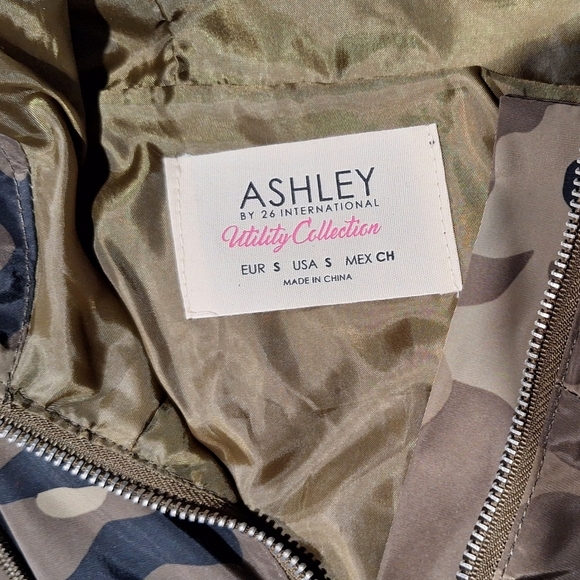 ASHLEY
BY 26 INTERNATIONAL
Utility Collection
EUR S USA S MEX CH
MADE IN CHINA